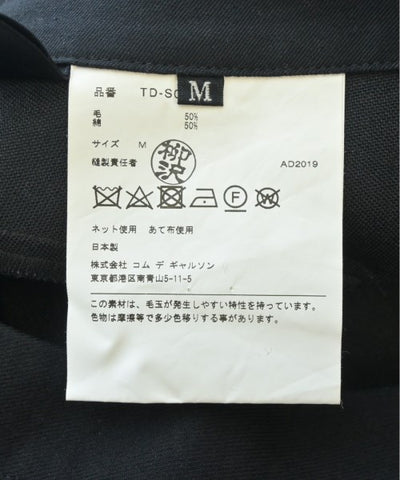 M
品番 TD-S
毛 50%
綿 50%
サイズ M
縫製責任者 柳沢 AD2019
ネット使用 あて布使用
日本製
株式会社 コム デ ギャルソン
東京都港区南青山5-11-5
この素材は、毛玉が発生しやすい特性を持っています。
色物は摩擦等で多少色移りする事があります。